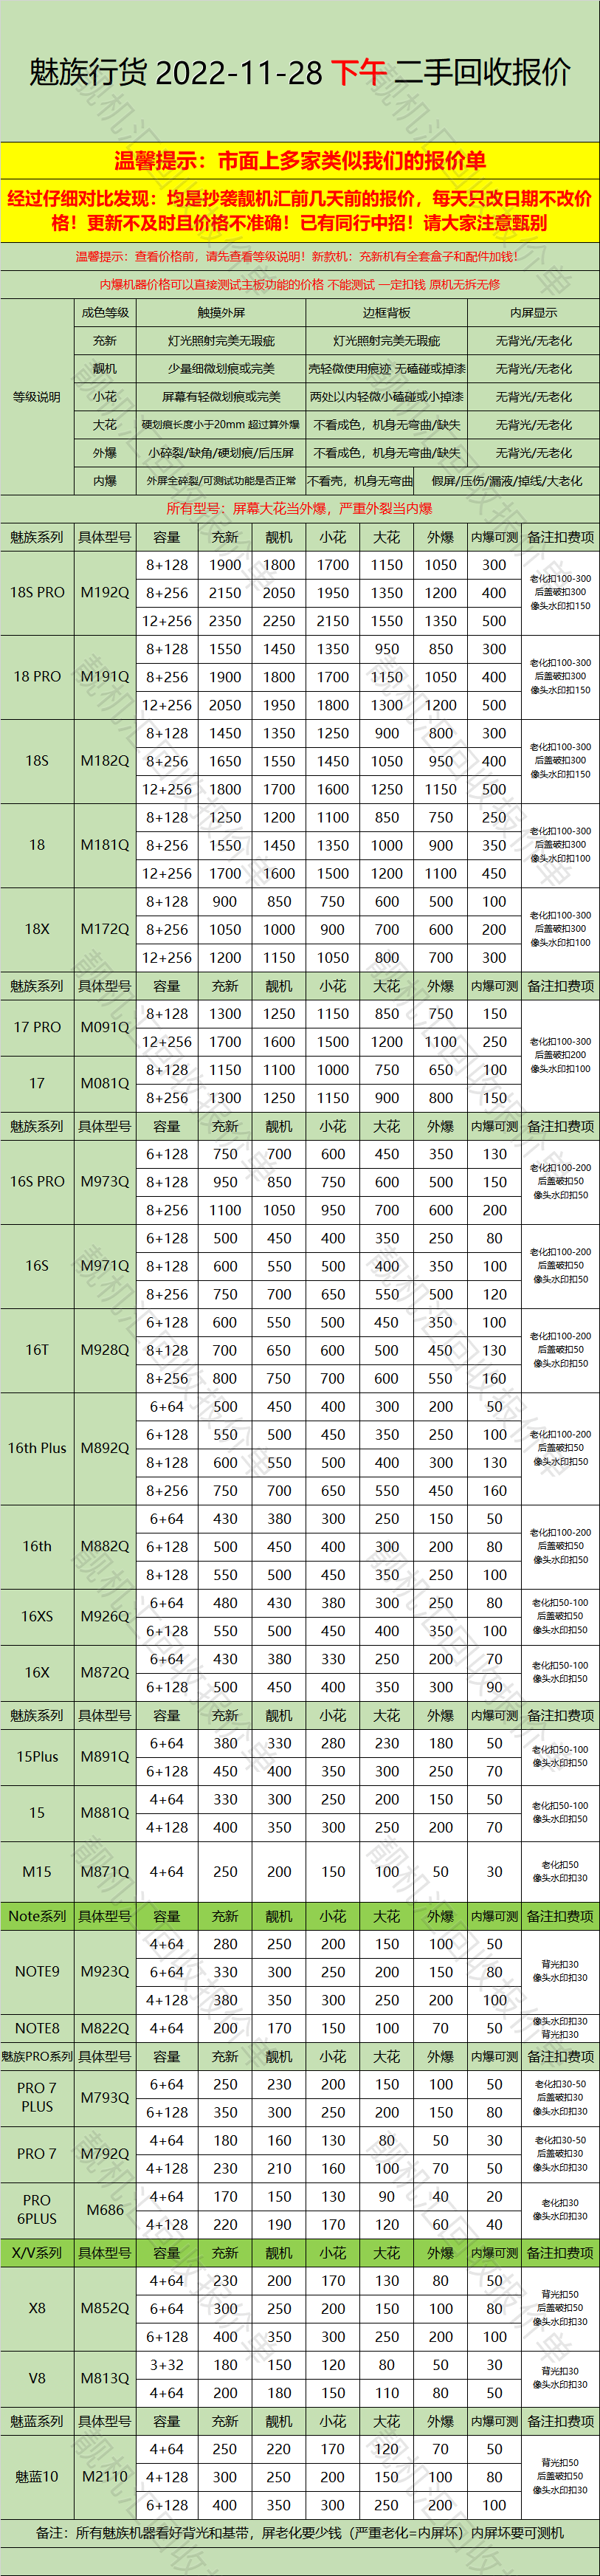 魅族行货 2022-11-28 下午 二手回收报价
温馨提示：市面上多家类似我们的报价单
经过仔细对比发现：均是抄袭靓机汇前几天前的报价，每天只改日期不改价
格！更新不及时且价格不准确！已有同行中招！请大家注意甄别
温馨提示：查看价格前，请先查看等级说明！新款机：充新机有全套盒子和配件加钱！
内爆机器价格可以直接测试主板功能的价格 不能测试 一定扣钱 原机无拆无修
等级说明
成色等级 触摸外屏 边框背板 内屏显示
充新 灯光照射完美无瑕疵 灯光照射完美无瑕疵 无背光/无老化
靓机 少量细微划痕或完美 壳轻微使用痕迹 无磕碰或掉漆 无背光/无老化
小花 屏幕有轻微划痕或完美 两处以内轻微小磕碰或小掉漆 无背光/无老化
大花 硬划痕长度小于20mm 超过算外爆 不看成色，机身无弯曲/缺失 无背光/无老化
外爆 小碎裂/缺角/硬划痕/后压屏 不看成色，机身无弯曲/缺失 无背光/无老化
内爆 外屏全碎裂/可测试功能是否正常 不看壳，机身无弯曲 假屏/压伤/漏液/掉线/大老化
所有型号：屏幕大花当外爆，严重外裂当内爆
魅族系列 具体型号 容量 充新 靓机 小花 大花 外爆 内爆可测 备注扣费项
18S PRO M192Q
8+128 1900 1800 1700 1150 1050 300
8+256 2150 2050 1950 1350 1200 400
12+256 2350 2250 2150 1550 1350 500
老化扣100-300
后盖破扣300
像头水印扣150
18 PRO M191Q
8+128 1550 1450 1350 950 850 300
8+256 1900 1800 1700 1150 1050 400
12+256 2050 1950 1800 1300 1200 500
老化扣100-300
后盖破扣300
像头水印扣150
18S M182Q
8+128 1450 1350 1250 900 800 300
8+256 1650 1550 1450 1050 950 400
12+256 1800 1700 1600 1250 1150 500
老化扣100-300
后盖破扣300
像头水印扣150
18 M181Q
8+128 1250 1200 1100 850 750 250
8+256 1550 1450 1350 1000 900 350
12+256 1700 1600 1500 1200 1100 450
老化扣100-300
后盖破扣300
像头水印扣100
18X M172Q
8+128 900 850 750 600 500 100
8+256 1050 1000 900 700 600 200
12+256 1200 1150 1050 800 700 300
老化扣100-300
后盖破扣300
像头水印扣100
魅族系列 具体型号 容量 充新 靓机 小花 大花 外爆 内爆可测 备注扣费项
17 PRO M091Q
8+128 1300 1250 1150 850 750 150
12+256 1700 1600 1500 1200 1100 250
17 M081Q
8+128 1150 1100 1000 750 650 100
8+256 1300 1250 1150 900 800 150
老化扣100-300
后盖破扣200
像头水印扣100
魅族系列 具体型号 容量 充新 靓机 小花 大花 外爆 内爆可测 备注扣费项
16S PRO M973Q
6+128 750 700 600 450 350 130
8+128 950 850 750 600 500 150
8+256 1100 1050 950 700 600 200
老化扣100-200
后盖破扣50
像头水印扣50
16S M971Q
6+128 500 450 400 350 250 80
8+128 600 550 500 400 350 100
8+256 750 700 650 550 500 120
老化扣100-200
后盖破扣50
像头水印扣50
16T M928Q
6+128 600 550 500 450 350 100
8+128 700 650 600 500 450 130
8+256 800 750 700 600 550 160
老化扣100-200
后盖破扣50
像头水印扣50
16th Plus M892Q
6+64 500 450 400 300 200 50
6+128 550 500 450 350 250 100
8+128 600 550 500 400 300 130
8+256 750 700 650 550 450 160
老化扣100-200
后盖破扣50
像头水印扣50
16th M882Q
6+64 430 380 300 250 150 50
6+128 500 450 400 300 200 80
8+128 550 500 450 350 250 100
老化扣100-200
后盖破扣50
像头水印扣50
16XS M926Q
6+64 480 430 380 300 250 80
6+128 550 500 450 400 350 100
老化扣50-100
后盖破扣50
像头水印扣50
16X M872Q
6+64 430 380 330 250 200 70
6+128 500 450 400 350 300 90
老化扣50-100
像头水印扣50
魅族系列 具体型号 容量 充新 靓机 小花 大花 外爆 内爆可测 备注扣费项
15Plus M891Q
6+64 380 330 280 230 180 50
6+128 450 400 350 300 250 70
老化扣50-100
像头水印扣50
15 M881Q
4+64 330 300 250 200 150 50
4+128 400 350 300 250 200 70
老化扣50-100
像头水印扣50
M15 M871Q 4+64 250 200 150 100 50 30
老化扣50
像头水印扣30
Note系列 具体型号 容量 充新 靓机 小花 大花 外爆 内爆可测 备注扣费项
NOTE9 M923Q
4+64 280 250 200 150 100 50
6+64 330 300 250 200 150 80
4+128 380 350 300 250 200 100
背光扣30
像头水印扣30
NOTE8 M822Q 4+64 200 170 150 100 70 50
像头水印扣30
背光扣30
魅族PRO系列 具体型号 容量 充新 靓机 小花 大花 外爆 内爆可测 备注扣费项
PRO 7
PLUS
M793Q
6+64 250 230 200 150 100 50
6+128 350 300 250 200 150 80
老化扣30-50
后盖破扣30
像头水印扣30
PRO 7 M792Q
4+64 180 160 130 80 50 30
4+128 230 210 160 100 70 50
老化扣30-50
后盖破扣30
像头水印扣30
PRO
6PLUS
M686
4+64 170 150 130 90 40 20
4+128 220 190 170 120 60 40
老化扣30
像头水印扣30
X/V系列 具体型号 容量 充新 靓机 小花 大花 外爆 内爆可测 备注扣费项
X8 M852Q
4+64 230 200 170 130 80 50
6+64 300 250 200 150 100 80
6+128 400 350 300 250 200 100
背光扣50
后盖破扣50
像头水印扣30
V8 M813Q
3+32 180 150 120 80 50 30
4+64 200 180 150 110 80 50
背光扣30
像头水印扣30
魅蓝系列 具体型号 容量 充新 靓机 小花 大花 外爆 内爆可测 备注扣费项
魅蓝10 M2110
4+64 250 220 170 120 70 50
4+128 300 250 200 150 100 80
6+128 400 350 300 250 200 100
背光扣50
后盖破扣50
像头水印扣30
备注：所有魅族机器看好背光和基带，屏老化要少钱（严重老化=内屏坏）内屏坏要可测机
靓机汇回收报价单